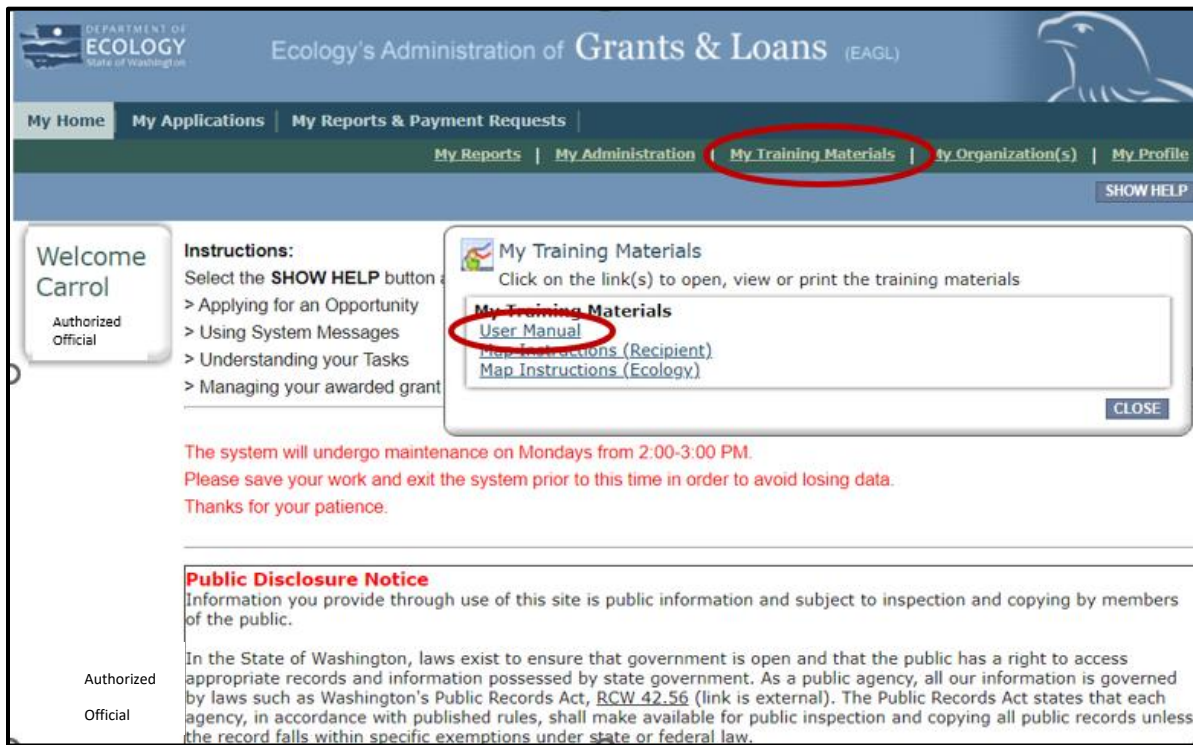 DEPARTMENT OF
ECOLOGY
State of Washington
Ecology's Administration of Grants & Loans (EAGL)
My Home | My Applications | My Reports & Payment Requests |
My Reports | My Administration | My Training Materials | My Organization(s) | My Profile
SHOW HELP
Welcome
Carrol
Authorized
Official
Instructions:
Select the SHOW HELP button
> Applying for an Opportunity
> Using System Messages
> Understanding your Tasks
> Managing your awarded grant
My Training Materials
Click on the link(s) to open, view or print the training materials
My Training Materials
User Manual
Map Instructions (Recipient)
Map Instructions (Ecology)
CLOSE
The system will undergo maintenance on Mondays from 2:00-3:00 PM.
Please save your work and exit the system prior to this time in order to avoid losing data.
Thanks for your patience.
Public Disclosure Notice
Information you provide through use of this site is public information and subject to inspection and copying by members
of the public.
In the State of Washington, laws exist to ensure that government is open and that the public has a right to access
appropriate records and information possessed by state government. As a public agency, all our information is governed
by laws such as Washington's Public Records Act, RCW 42.56 (link is external). The Public Records Act states that each
agency, in accordance with published rules, shall make available for public inspection and copying all public records unless
the record falls within specific exemptions under state or federal law.
Authorized
Official